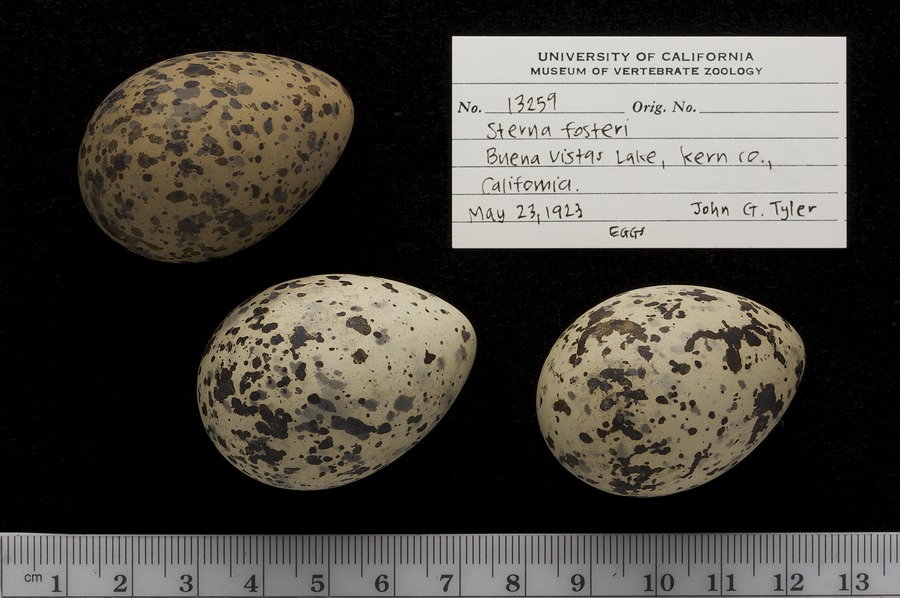 UNIVERSITY OF CALIFORNIA
MUSEUM OF VERTEBRATE ZOOLOGY
No. 13259 Orig. No.
Sterna fosteri
Buena Vistas Lake, Kern co.,
California.
May 23, 1923 John G. Tyler
EGGS
cm 1 2 3 4 5 6 7 8 9 10 11 12 13